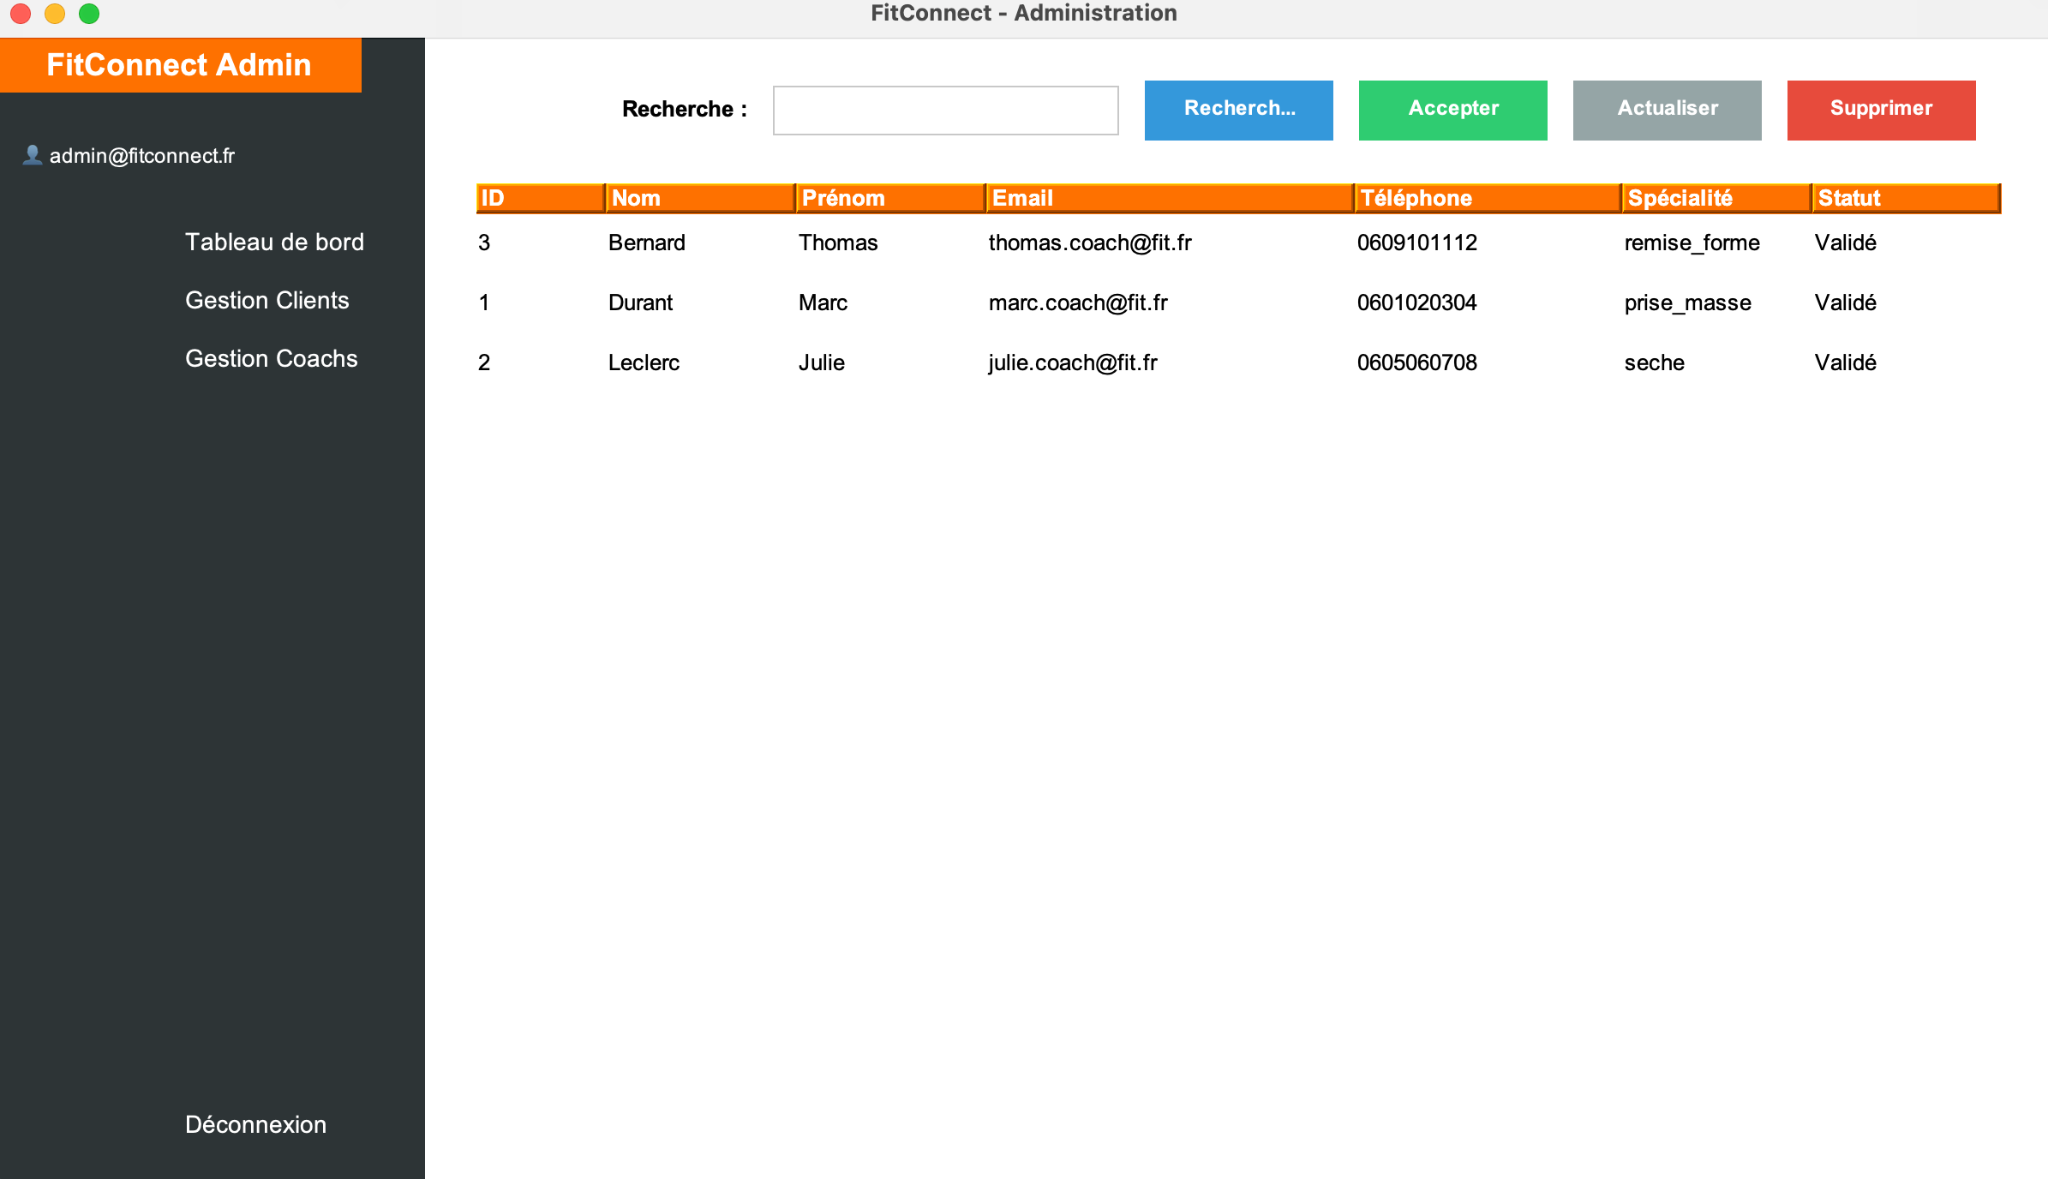 FitConnect - Administration
FitConnect Admin
admin@fitconnect.fr
Tableau de bord
Gestion Clients
Gestion Coachs
Déconnexion
Recherche : Recherch... Accepter Actualiser Supprimer
ID Nom Prénom Email Téléphone Spécialité Statut
3 Bernard Thomas thomas.coach@fit.fr 0609101112 remise_forme Validé
1 Durant Marc marc.coach@fit.fr 0601020304 prise_masse Validé
2 Leclerc Julie julie.coach@fit.fr 0605060708 seche Validé